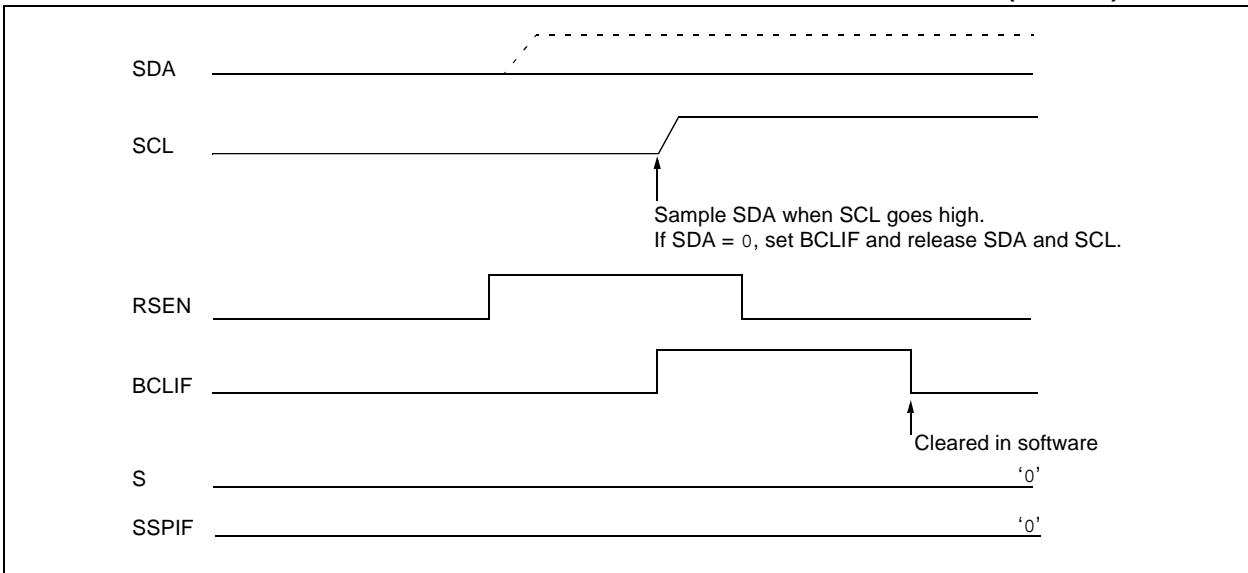 SDA
SCL
Sample SDA when SCL goes high.
If SDA = 0, set BCLIF and release SDA and SCL.
RSEN
BCLIF
Cleared in software
S
‘0’
SSPIF
‘0’